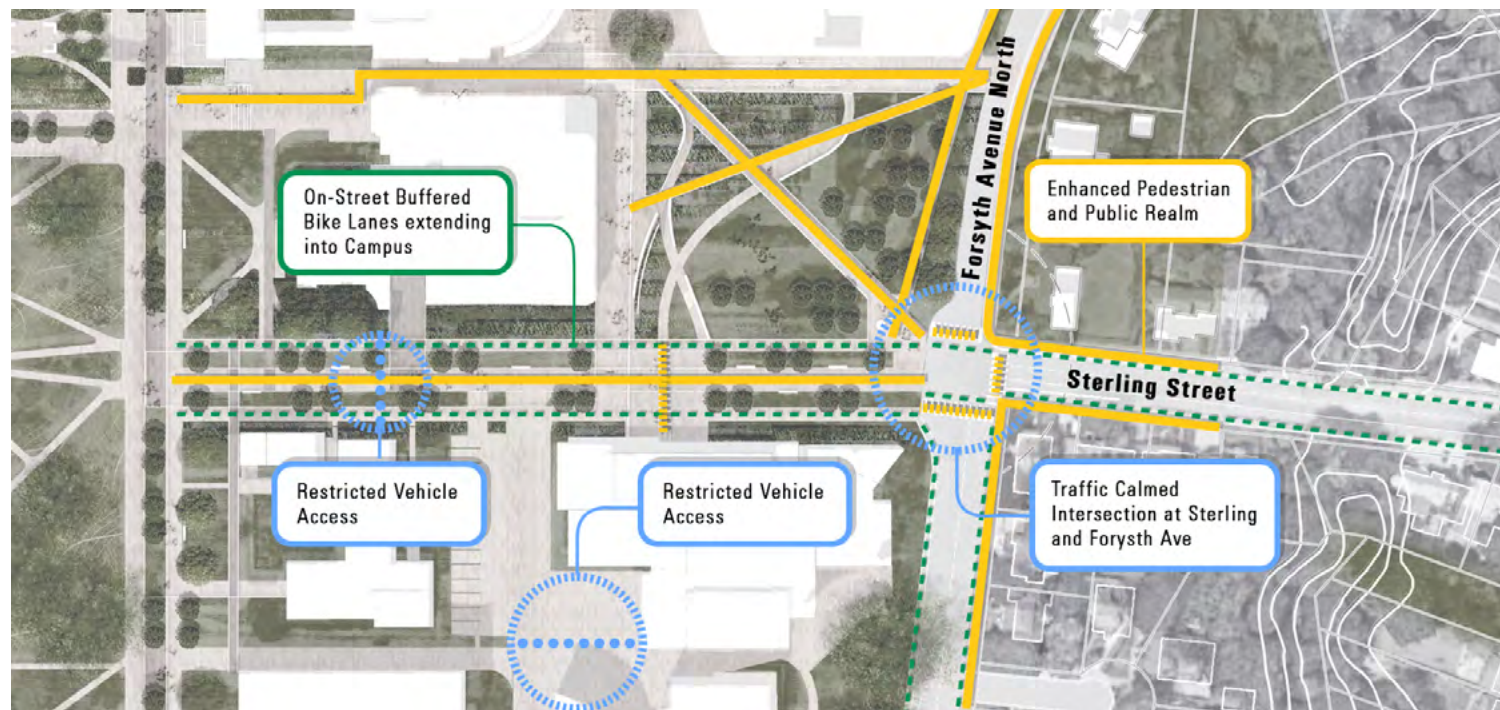 Forsyth Avenue North
On-Street Buffered
Bike Lanes extending
into Campus
Enhanced Pedestrian
and Public Realm
Sterling Street
Restricted Vehicle
Access
Restricted Vehicle
Access
Traffic Calmed
Intersection at Sterling
and Forysth Ave